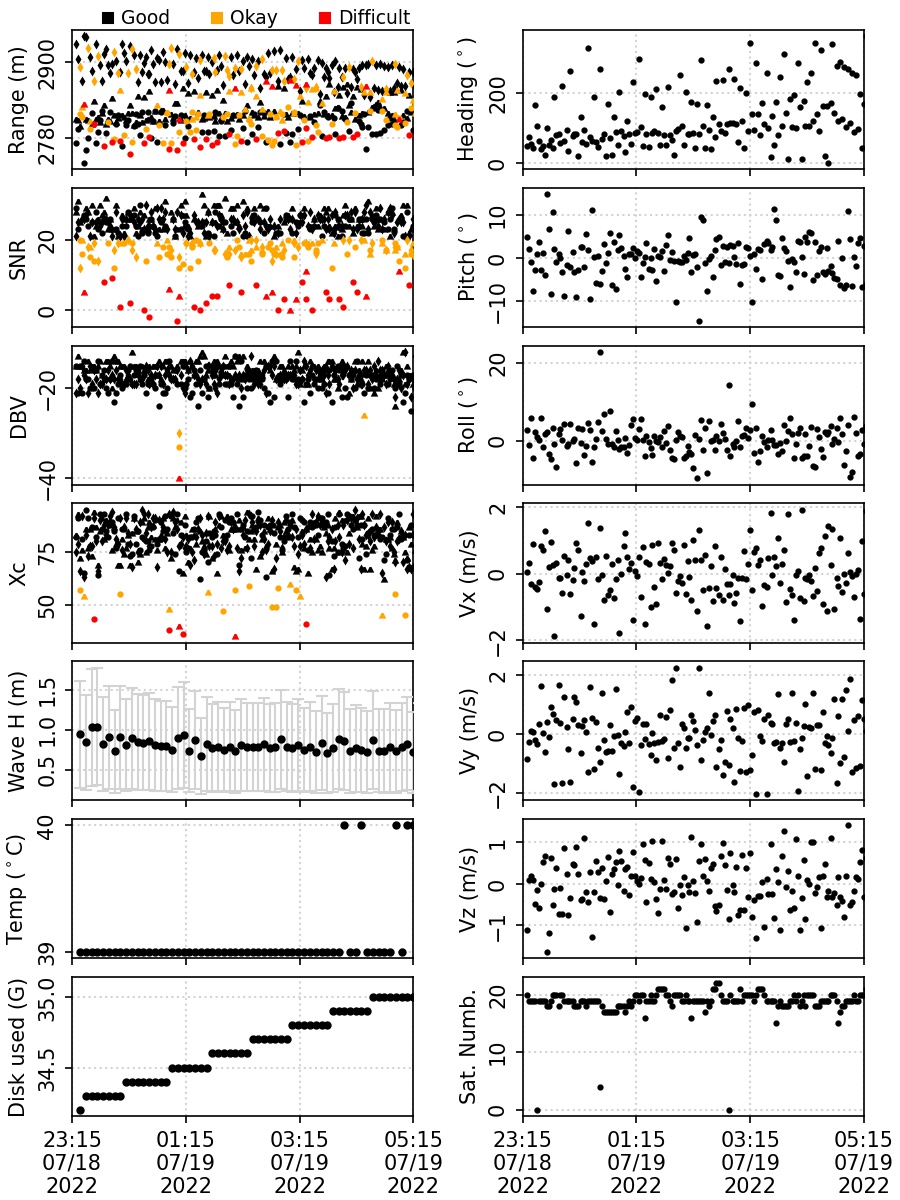 Good Okay Difficult
Range (m)
2900
2780
Heading (°)
200
0
SNR
20
0
Pitch (°)
10
0
−10
DBV
−20
−40
Roll (°)
20
0
Xc
75
50
Vx (m/s)
2
0
−2
Wave H (m)
1.5
1.0
0.5
Vy (m/s)
2
0
−2
Temp (°C)
40
39
Vz (m/s)
1
0
−1
Disk used (G)
35.0
34.5
Sat. Numb.
20
10
0
23:15 01:15 03:15 05:15
07/18 07/19 07/19 07/19
2022 2022 2022 2022
23:15 01:15 03:15 05:15
07/18 07/19 07/19 07/19
2022 2022 2022 2022